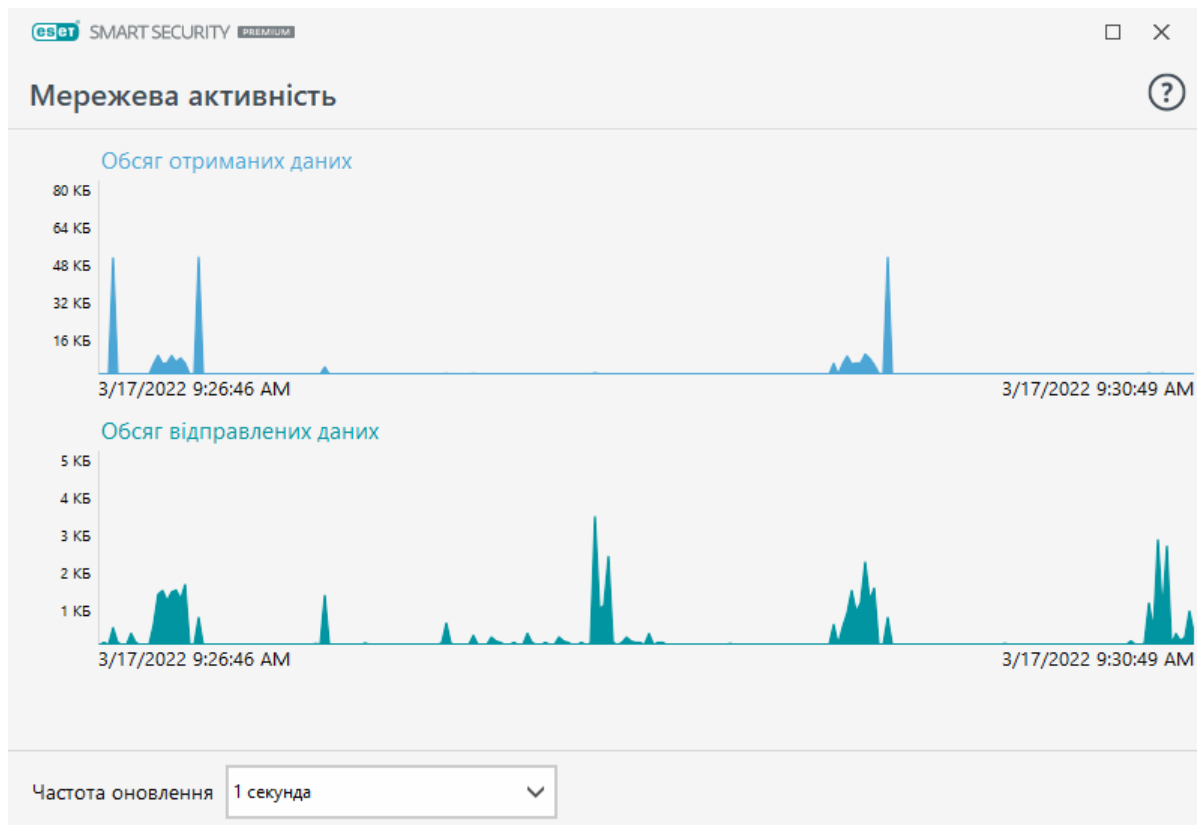 eset SMART SECURITY PREMIUM
Мережева активність
?
Обсяг отриманих даних
80 КБ
64 КБ
48 КБ
32 КБ
16 КБ
3/17/2022 9:26:46 AM 3/17/2022 9:30:49 AM
Обсяг відправлених даних
5 КБ
4 КБ
3 КБ
2 КБ
1 КБ
3/17/2022 9:26:46 AM 3/17/2022 9:30:49 AM
Частота оновлення 1 секунда